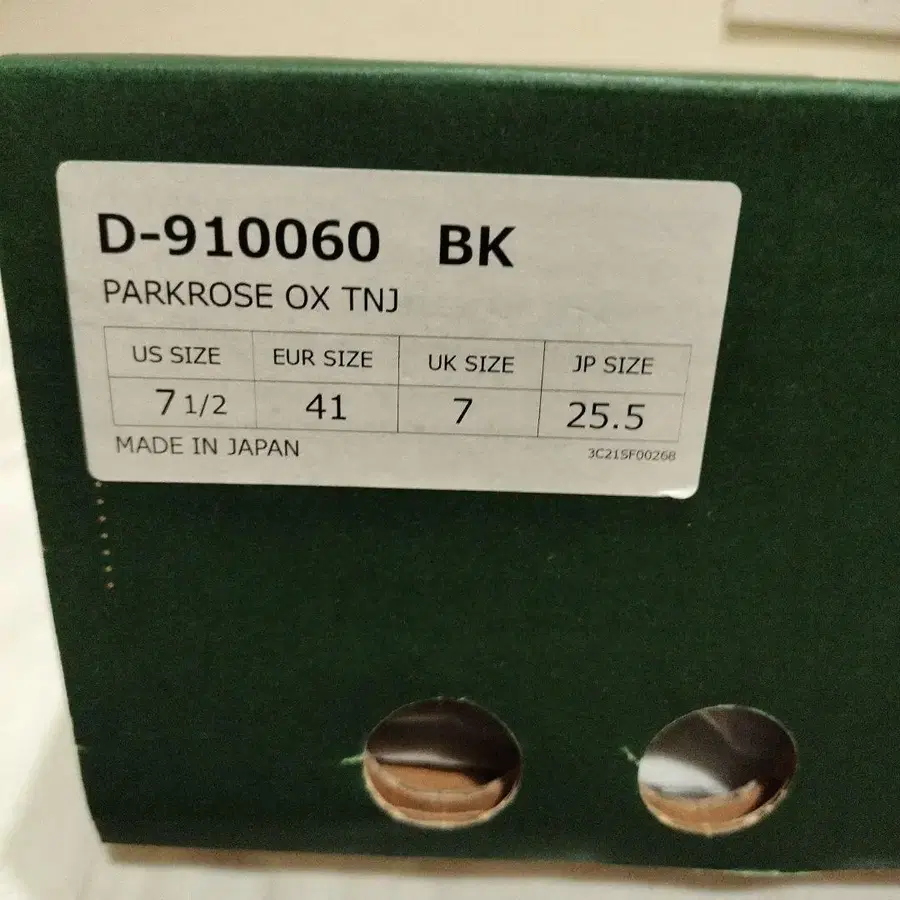 D-910060 BK
PARKROSE OX TNJ
US SIZE EUR SIZE UK SIZE JP SIZE
7 1/2 41 7 25.5
MADE IN JAPAN 3C215F00268